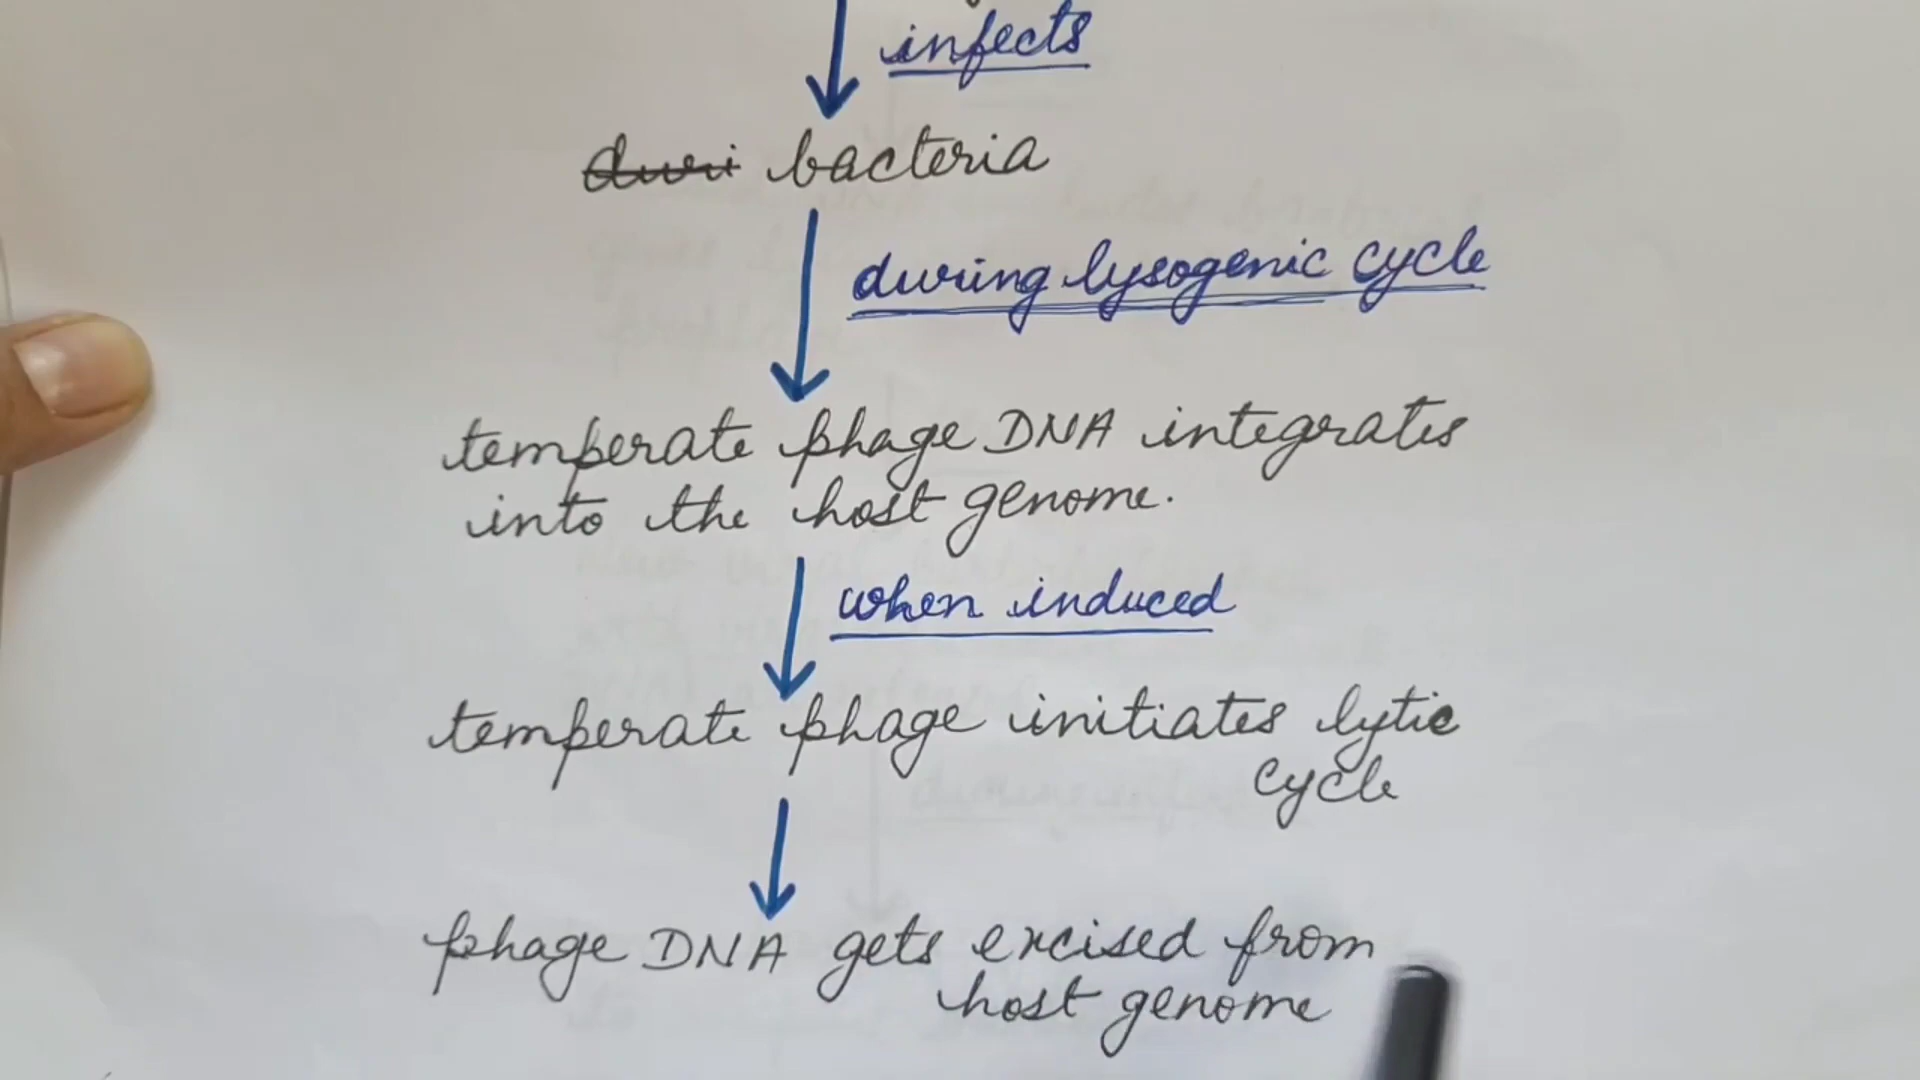 infects
duri bacteria
during lysogenic cycle
temperate phage DNA integrates
into the host genome.
when induced
temperate phage initiates lytic
cycle
phage DNA gets excised from
host genome